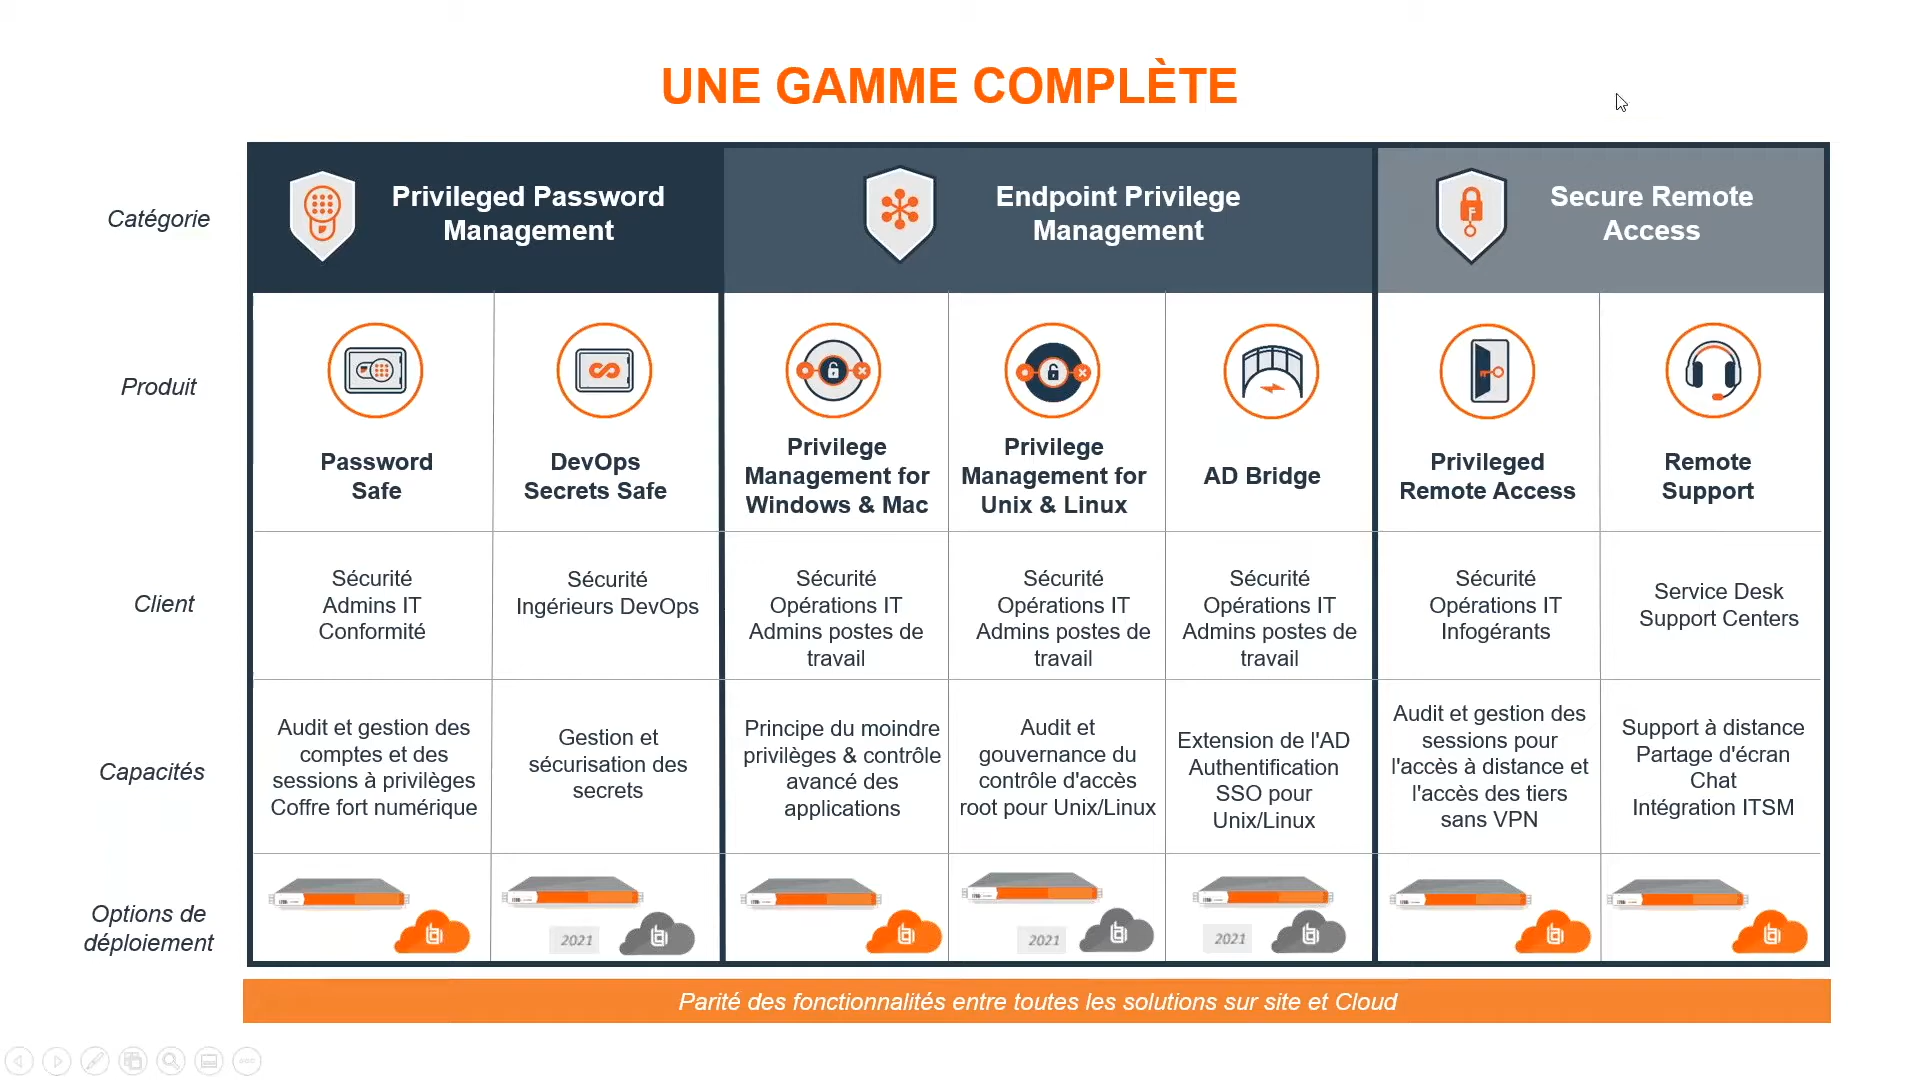 UNE GAMME COMPLÈTE
Catégorie
Privileged Password
Management
Endpoint Privilege
Management
Secure Remote
Access
Produit
Password
Safe
DevOps
Secrets Safe
Privilege
Management for
Windows & Mac
Privilege
Management for
Unix & Linux
AD Bridge
Privileged
Remote Access
Remote
Support
Client
Sécurité
Admins IT
Conformité
Sécurité
Ingérieurs DevOps
Sécurité
Opérations IT
Admins postes de
travail
Sécurité
Opérations IT
Admins postes de
travail
Sécurité
Opérations IT
Admins postes de
travail
Sécurité
Opérations IT
Infogérants
Service Desk
Support Centers
Capacités
Audit et gestion des
comptes et des
sessions à privilèges
Coffre fort numérique
Gestion et
sécurisation des
secrets
Principe du moindre
privilèges & contrôle
avancé des
applications
Audit et
gouvernance du
contrôle d'accès
root pour Unix/Linux
Extension de l'AD
Authentification
SSO pour
Unix/Linux
Audit et gestion des
sessions pour
l'accès à distance et
l'accès des tiers
sans VPN
Support à distance
Partage d'écran
Chat
Intégration ITSM
Options de
déploiement
2021
2021
2021
Parité des fonctionnalités entre toutes les solutions sur site et Cloud